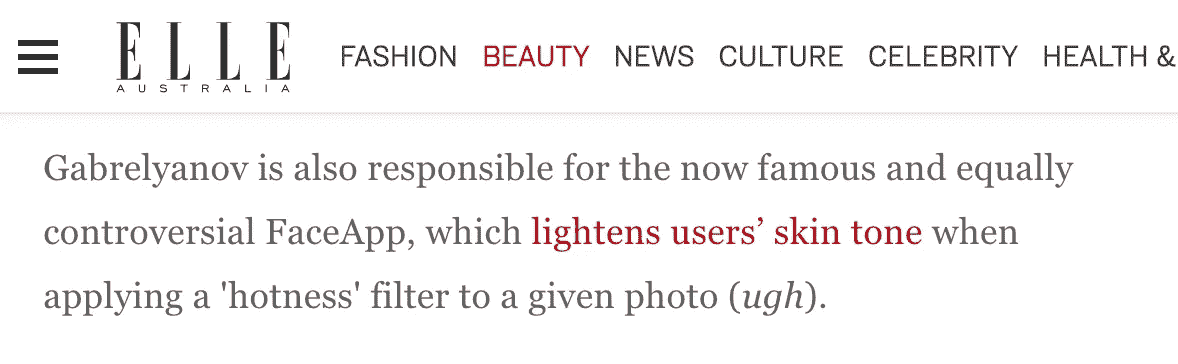 ELLE
AUSTRALIA
FASHION BEAUTY NEWS CULTURE CELEBRITY HEALTH &
Gabrelyanov is also responsible for the now famous and equally
controversial FaceApp, which lightens users’ skin tone when
applying a 'hotness' filter to a given photo (ugh).